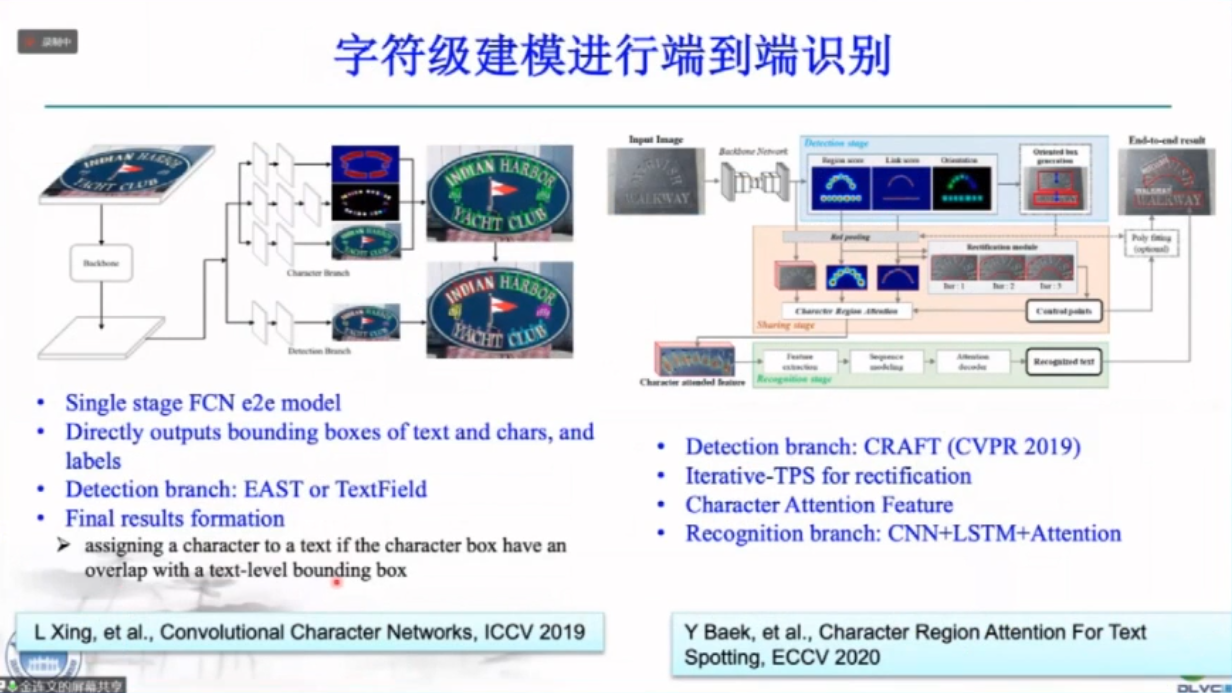 录制中
字符级建模进行端到端识别
INDIAN HARBOR
YACHT CLUB
Backbone
Character Branch
Detection Branch
INDIAN HARBOR
YACHT CLUB
INDIAN HARBOR
YACHT CLUB
Input Image
Backbone Network
Detection stage
Region score
Link score
Orientation
Oriented box
generation
End-to-end result
WALKWAY
RoI pooling
Rectification module
Iter : 1
Iter : 2
Iter : 3
Poly fitting
(optional)
Character Region Attention
Control points
Sharing stage
Character attended feature
Feature
extraction
Sequence
modeling
Attention
decoder
Recognized text
Recognition stage
• Single stage FCN e2e model
• Directly outputs bounding boxes of text and chars, and
labels
• Detection branch: EAST or TextField
• Final results formation
➢ assigning a character to a text if the character box have an
overlap with a text-level bounding box
• Detection branch: CRAFT (CVPR 2019)
• Iterative-TPS for rectification
• Character Attention Feature
• Recognition branch: CNN+LSTM+Attention
L Xing, et al., Convolutional Character Networks, ICCV 2019
Y Baek, et al., Character Region Attention For Text
Spotting, ECCV 2020
金连文的屏幕共享